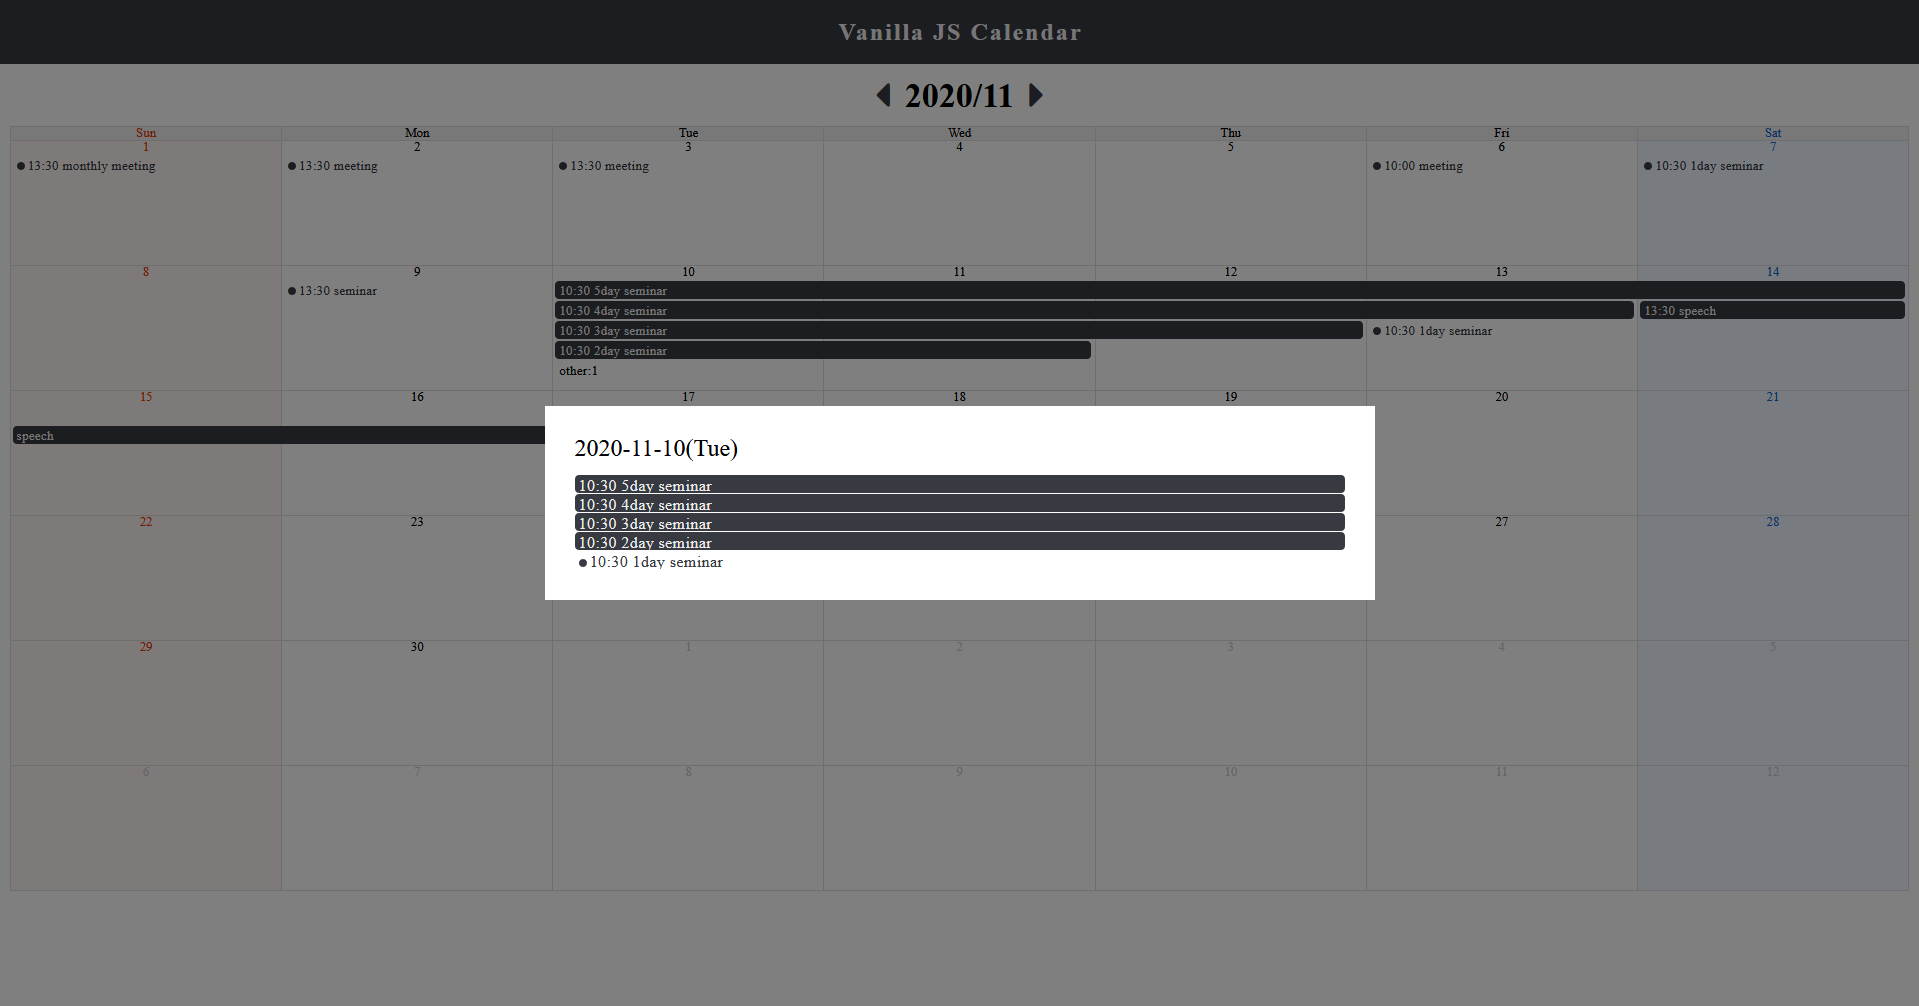 Vanilla JS Calendar
2020/11
Sun Mon Tue Wed Thu Fri Sat
1 2 3 4 5 6 7
13:30 monthly meeting 13:30 meeting 13:30 meeting 10:00 meeting 10:30 1day seminar
8 9 10 11 12 13 14
13:30 seminar 10:30 5day seminar
10:30 4day seminar 13:30 speech
10:30 3day seminar 10:30 1day seminar
10:30 2day seminar
other:1
15 16 17 18 19 20 21
speech
2020-11-10(Tue)
10:30 5day seminar
10:30 4day seminar
10:30 3day seminar
10:30 2day seminar
10:30 1day seminar
22 23 27 28
29 30 1 2 3 4 5
6 7 8 9 10 11 12